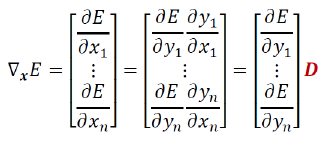 ∇ₓE = [∂E/∂x₁ ⋮ ∂E/∂xₙ] = [∂E/∂y₁ ∂y₁/∂x₁ ⋮ ∂E/∂yₙ ∂yₙ/∂xₙ] = [∂E/∂y₁ ⋮ ∂E/∂yₙ] D